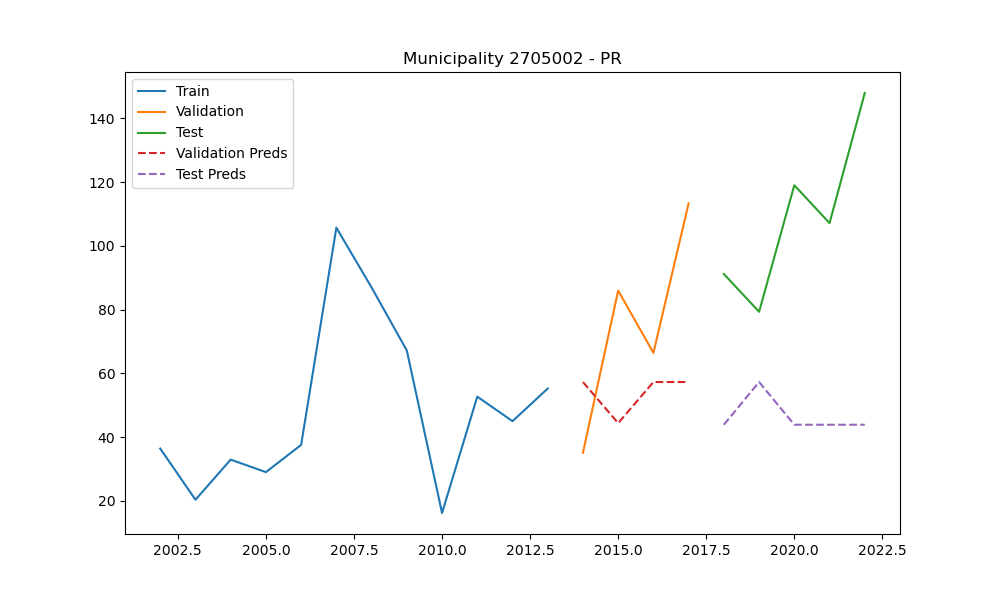 Municipality 2705002 - PR
Train
Validation
Test
Validation Preds
Test Preds
140
120
100
80
60
40
20
2002.5 2005.0 2007.5 2010.0 2012.5 2015.0 2017.5 2020.0 2022.5